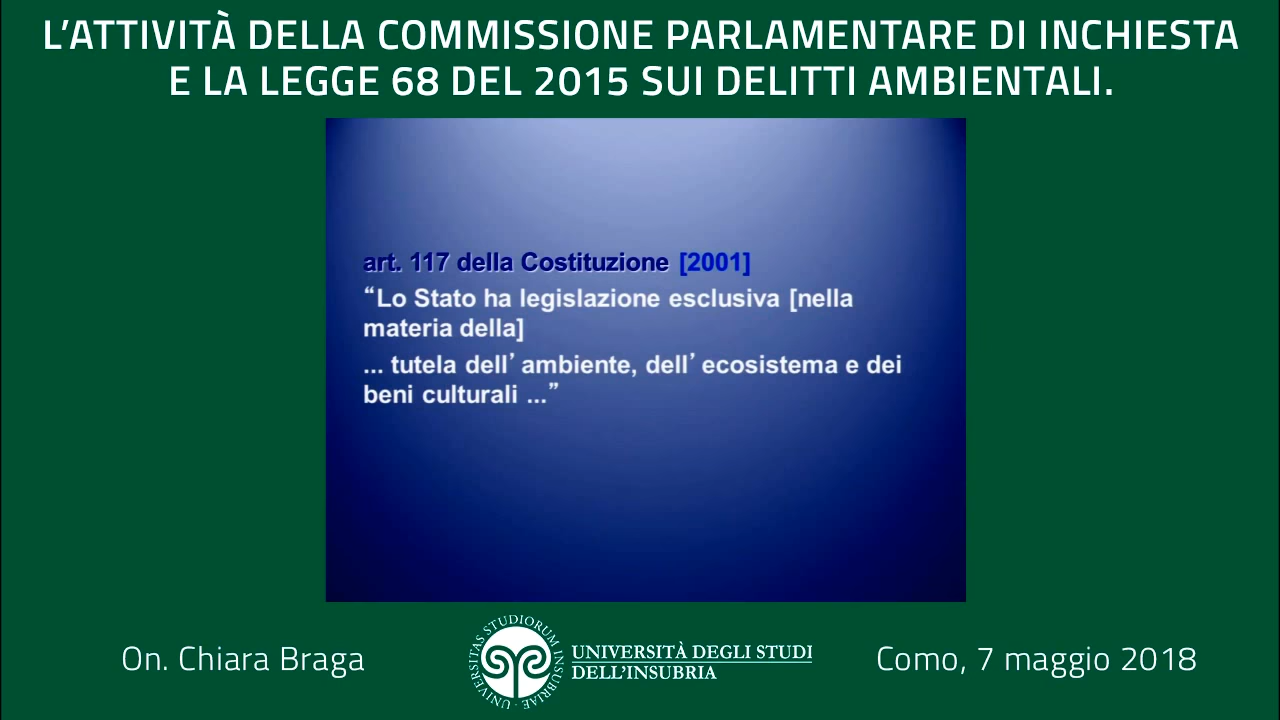 L'ATTIVITÀ DELLA COMMISSIONE PARLAMENTARE DI INCHIESTA
E LA LEGGE 68 DEL 2015 SUI DELITTI AMBIENTALI.
art. 117 della Costituzione [2001]
“Lo Stato ha legislazione esclusiva [nella
materia della]
... tutela dell’ ambiente, dell’ ecosistema e dei
beni culturali ...”
On. Chiara Braga
UNIVERSITAS STUDIORUM INSUBRIAE
UNIVERSITÀ DEGLI STUDI
DELL'INSUBRIA
Como, 7 maggio 2018